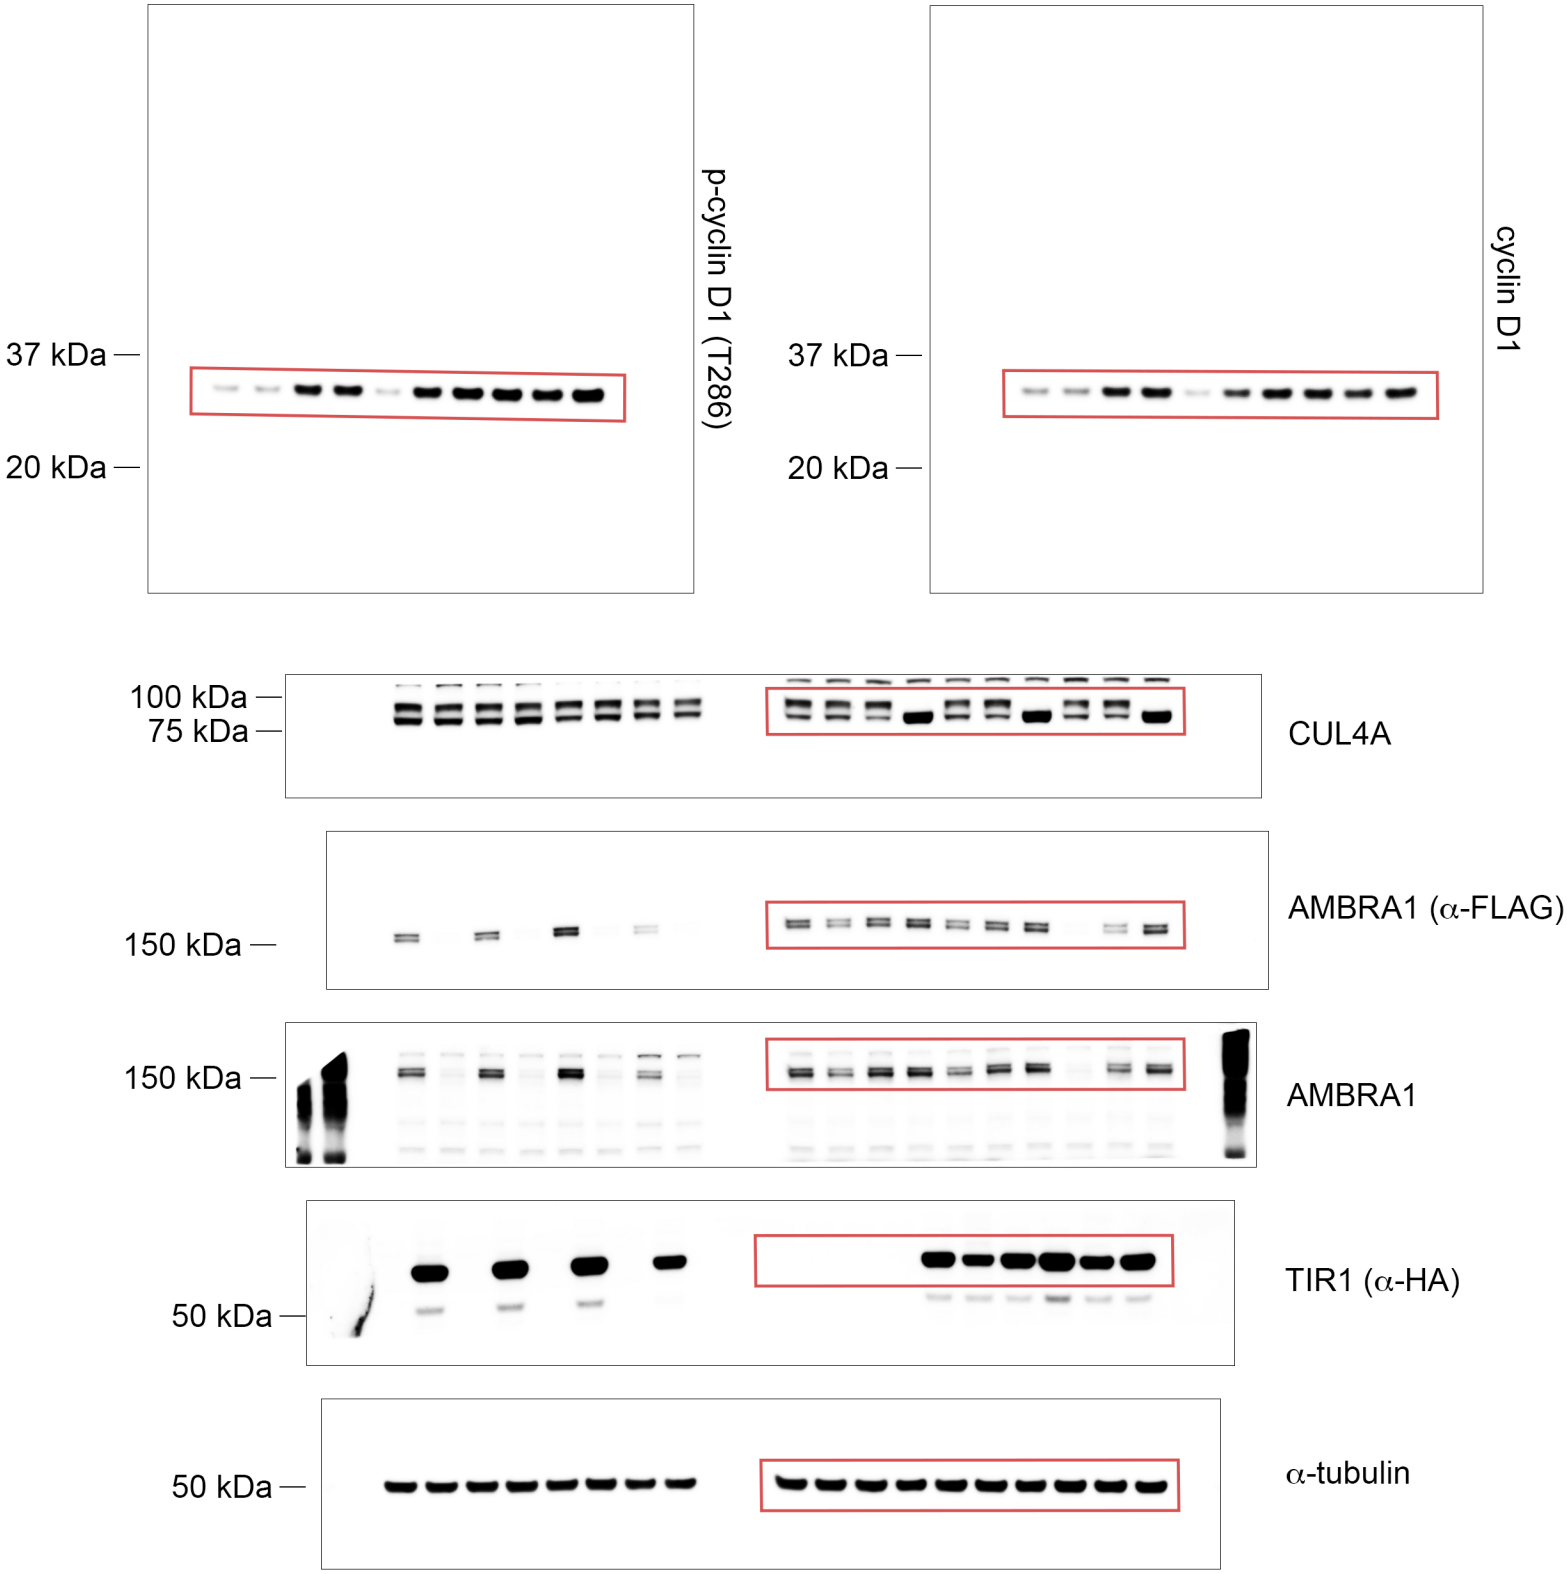 p-cyclin D1 (T286)
37 kDa
20 kDa
cyclin D1
37 kDa
20 kDa
100 kDa
75 kDa
CUL4A
AMBRA1 (α-FLAG)
150 kDa
150 kDa
AMBRA1
TIR1 (α-HA)
50 kDa
α-tubulin
50 kDa